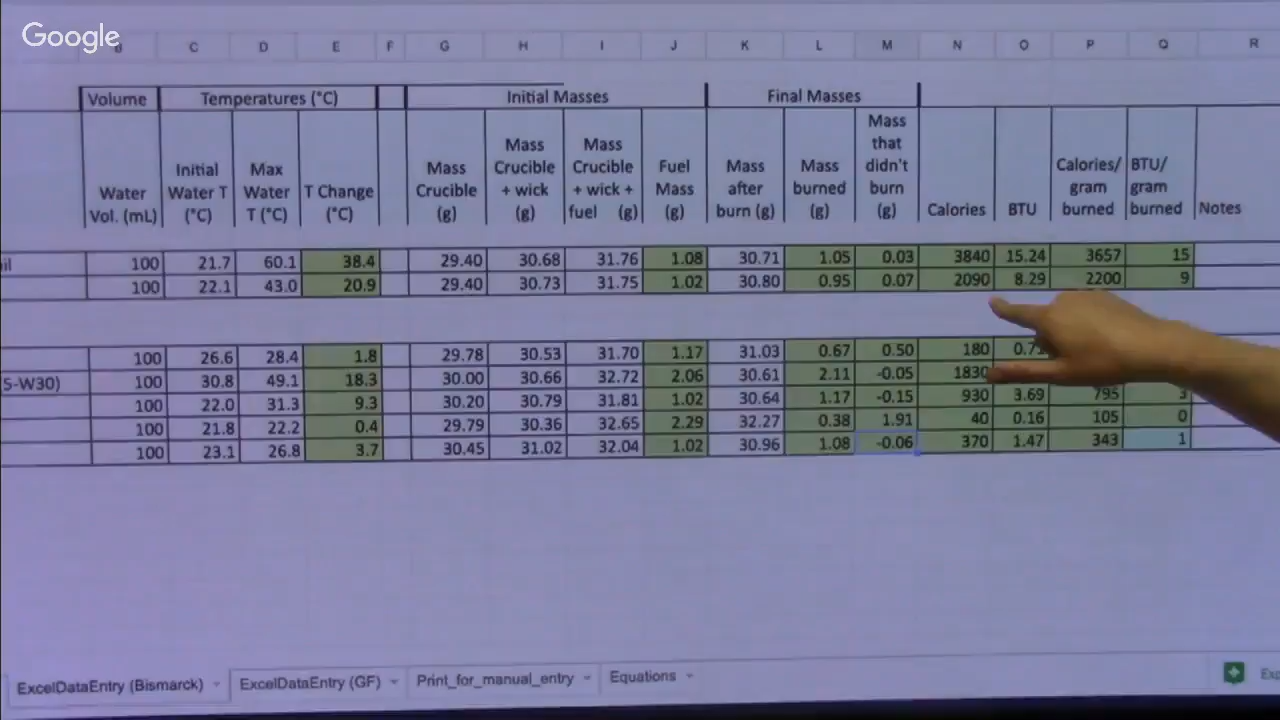 Google
C D E F G H I J K L M N O P Q R
Volume Temperatures (°C) Initial Masses Final Masses
Water Vol. (mL) Initial Water T (°C) Max Water T (°C) T Change (°C) Mass Crucible (g) Mass Crucible + wick (g) Mass Crucible + wick + fuel (g) Fuel Mass (g) Mass after burn (g) Mass burned (g) Mass that didn't burn (g) Calories BTU Calories/ gram burned BTU/ gram burned Notes
100 21.7 60.1 38.4 29.40 30.68 31.76 1.08 30.71 1.05 0.03 3840 15.24 3657 15
100 22.1 43.0 20.9 29.40 30.73 31.75 1.02 30.80 0.95 0.07 2090 8.29 2200 9
100 26.6 28.4 1.8 29.78 30.53 31.70 1.17 31.03 0.67 0.50 180
5-W30) 100 30.8 49.1 18.3 30.00 30.66 32.72 2.06 30.61 2.11 -0.05 1830
100 22.0 31.3 9.3 30.20 30.79 31.81 1.02 30.64 1.17 -0.15 930 3.69 795 3
100 21.8 22.2 0.4 29.79 30.36 32.65 2.29 32.27 0.38 1.91 40 0.16 105 0
100 23.1 26.8 3.7 30.45 31.02 32.04 1.02 30.96 1.08 -0.06 370 1.47 343 1
ExcelDataEntry (Bismarck) ExcelDataEntry (GF) Print_for_manual_entry Equations